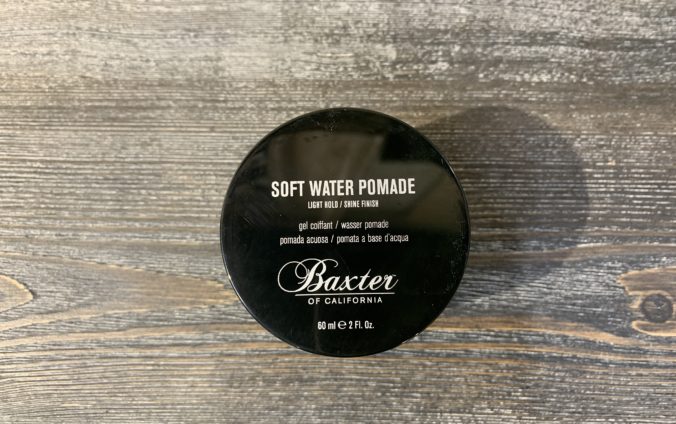 SOFT WATER POMADE
LIGHT HOLD / SHINE FINISH
gel coiffant / wasser pomade
pomada acuosa / pomata a base d'acqua
Baxter
OF CALIFORNIA
60 ml ℮ 2 Fl. Oz.